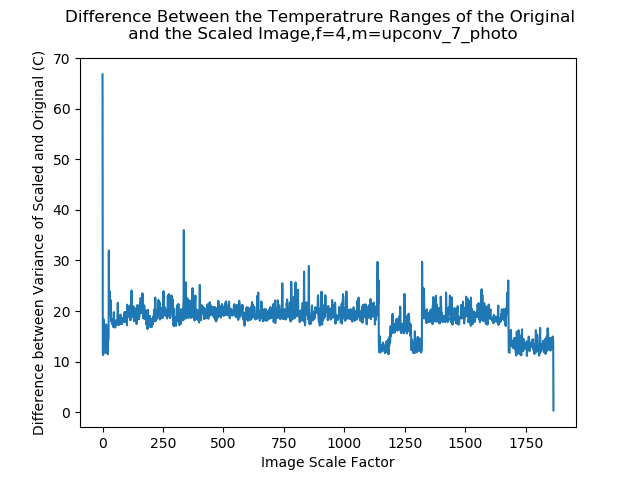 Difference Between the Temperatrure Ranges of the Original
and the Scaled Image,f=4,m=upconv_7_photo
Difference between Variance of Scaled and Original (C)
70
60
50
40
30
20
10
0
0 250 500 750 1000 1250 1500 1750
Image Scale Factor